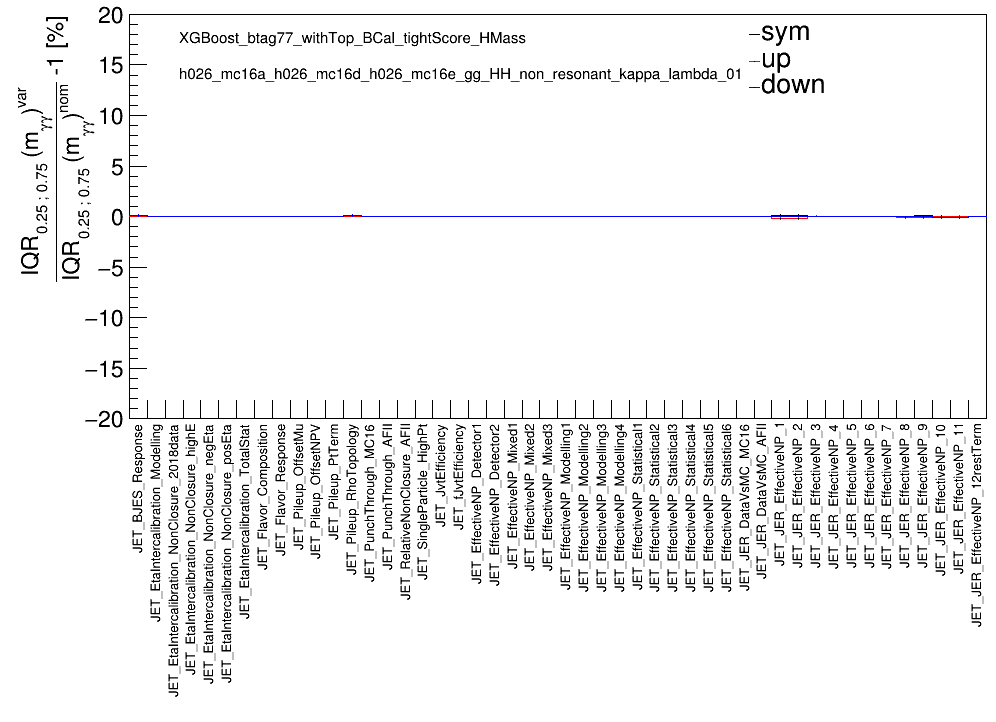 20
15
10
5
0
−5
−10
−15
−20
IQR0.25 ; 0.75 (mγγ)var
IQR0.25 ; 0.75 (mγγ)nom -1 [%]
XGBoost_btag77_withTop_BCal_tightScore_HMass
h026_mc16a_h026_mc16d_h026_mc16e_gg_HH_non_resonant_kappa_lambda_01
sym
up
down
JET_BJES_Response
JET_EtaIntercalibration_Modelling
JET_EtaIntercalibration_NonClosure_2018data
JET_EtaIntercalibration_NonClosure_highE
JET_EtaIntercalibration_NonClosure_negEta
JET_EtaIntercalibration_NonClosure_posEta
JET_EtaIntercalibration_TotalStat
JET_Flavor_Composition
JET_Flavor_Response
JET_Pileup_OffsetMu
JET_Pileup_OffsetNPV
JET_Pileup_PtTerm
JET_Pileup_RhoTopology
JET_PunchThrough_MC16
JET_PunchThrough_AFII
JET_RelativeNonClosure_AFII
JET_SingleParticle_HighPt
JET_JvtEfficiency
JET_fJvtEfficiency
JET_EffectiveNP_Detector1
JET_EffectiveNP_Detector2
JET_EffectiveNP_Mixed1
JET_EffectiveNP_Mixed2
JET_EffectiveNP_Mixed3
JET_EffectiveNP_Modelling1
JET_EffectiveNP_Modelling2
JET_EffectiveNP_Modelling3
JET_EffectiveNP_Modelling4
JET_EffectiveNP_Statistical1
JET_EffectiveNP_Statistical2
JET_EffectiveNP_Statistical3
JET_EffectiveNP_Statistical4
JET_EffectiveNP_Statistical5
JET_EffectiveNP_Statistical6
JET_JER_DataVsMC_MC16
JET_JER_DataVsMC_AFII
JET_JER_EffectiveNP_1
JET_JER_EffectiveNP_2
JET_JER_EffectiveNP_3
JET_JER_EffectiveNP_4
JET_JER_EffectiveNP_5
JET_JER_EffectiveNP_6
JET_JER_EffectiveNP_7
JET_JER_EffectiveNP_8
JET_JER_EffectiveNP_9
JET_JER_EffectiveNP_10
JET_JER_EffectiveNP_11
JET_JER_EffectiveNP_12restTerm